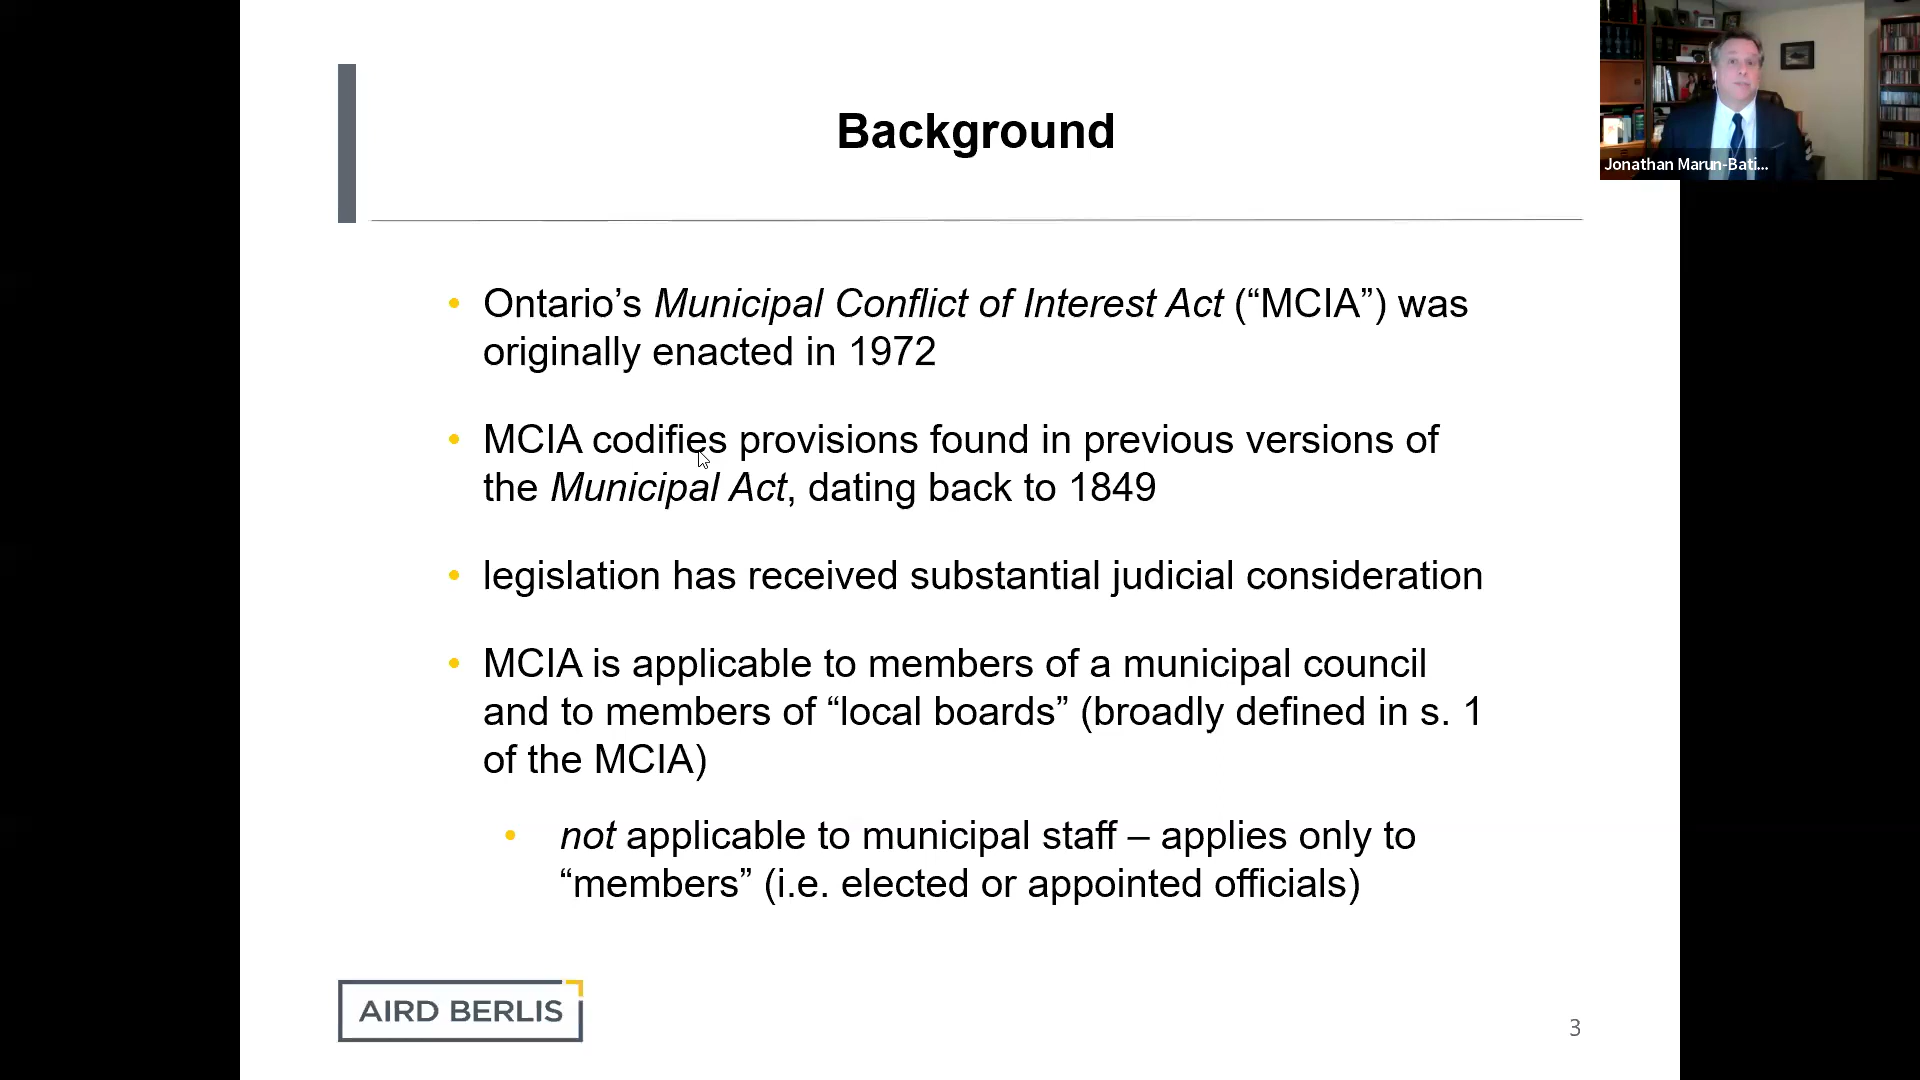 Background
Jonathan Marun-Bati...
• Ontario’s Municipal Conflict of Interest Act (“MCIA”) was
originally enacted in 1972
• MCIA codifies provisions found in previous versions of
the Municipal Act, dating back to 1849
• legislation has received substantial judicial consideration
• MCIA is applicable to members of a municipal council
and to members of “local boards” (broadly defined in s. 1
of the MCIA)
• not applicable to municipal staff – applies only to
“members” (i.e. elected or appointed officials)
AIRD BERLIS
3